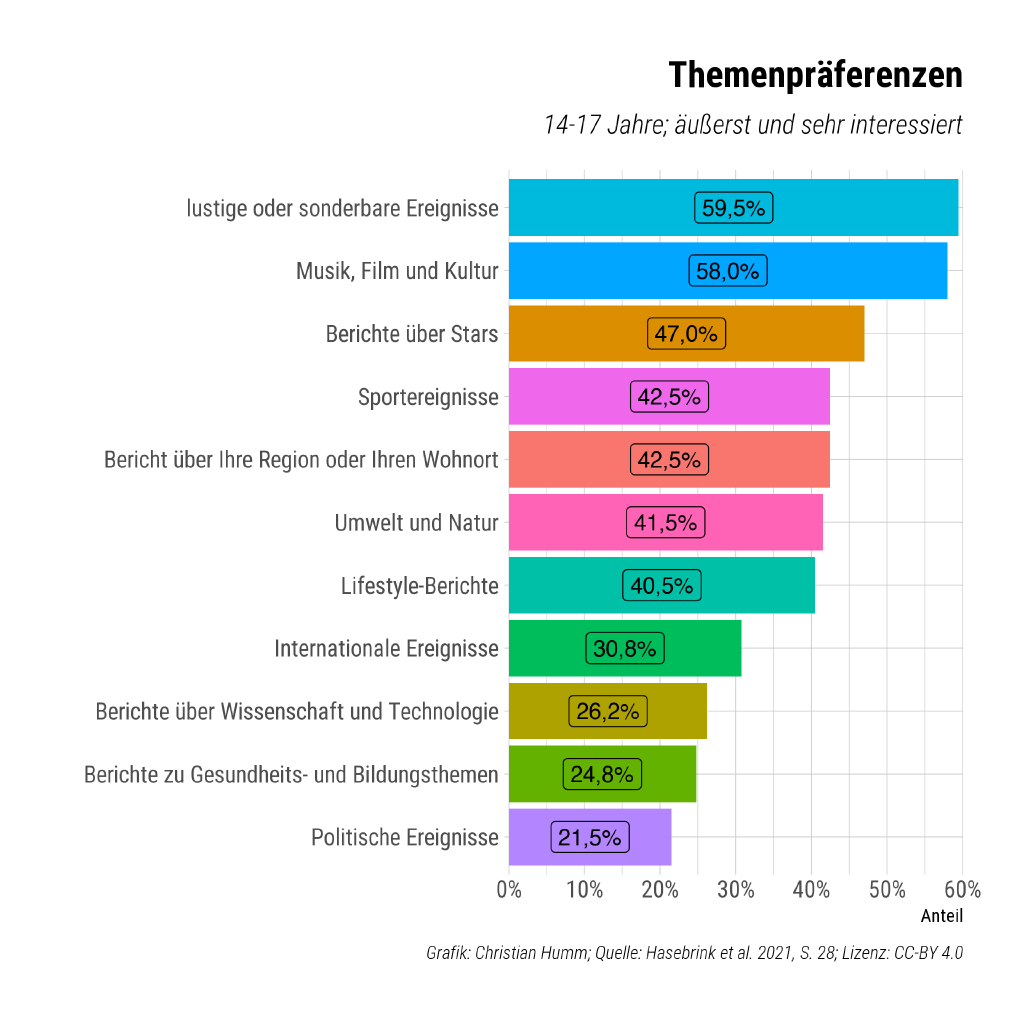 Themenpräferenzen
14-17 Jahre; äußerst und sehr interessiert
lustige oder sonderbare Ereignisse 59,5%
Musik, Film und Kultur 58,0%
Berichte über Stars 47,0%
Sportereignisse 42,5%
Bericht über Ihre Region oder Ihren Wohnort 42,5%
Umwelt und Natur 41,5%
Lifestyle-Berichte 40,5%
Internationale Ereignisse 30,8%
Berichte über Wissenschaft und Technologie 26,2%
Berichte zu Gesundheits- und Bildungsthemen 24,8%
Politische Ereignisse 21,5%
0% 10% 20% 30% 40% 50% 60%
Anteil
Grafik: Christian Humm; Quelle: Hasebrink et al. 2021, S. 28; Lizenz: CC-BY 4.0